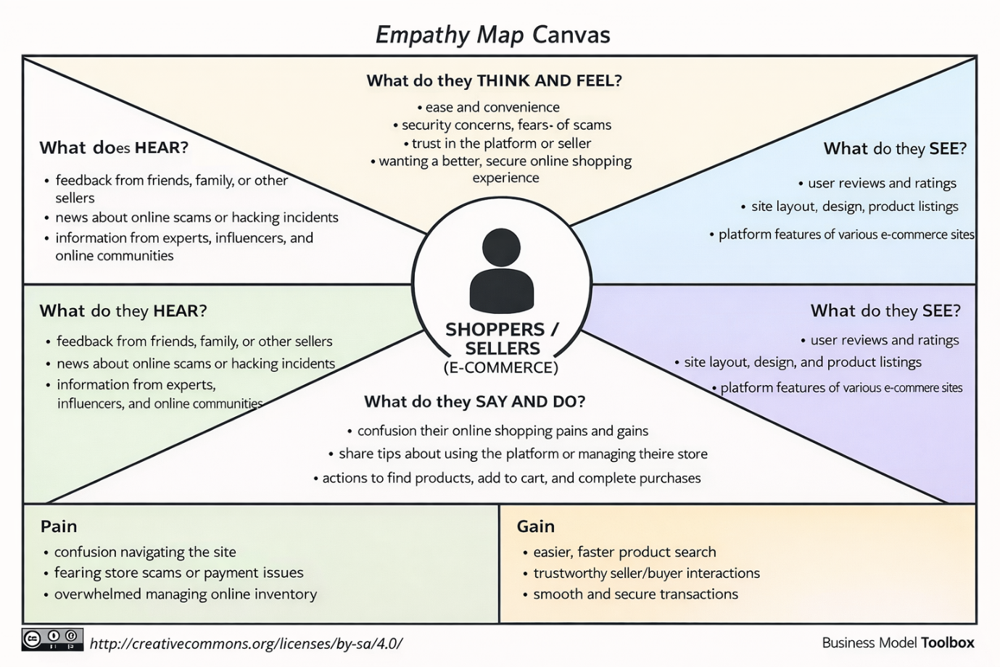 Empathy Map Canvas
What do they THINK AND FEEL?
• ease and convenience
• security concerns, fears- of scams
• trust in the platform or seller
• wanting a better, secure online shopping
experience
What does HEAR?
• feedback from friends, family, or other
sellers
• news about online scams or hacking incidents
• information from experts, influencers, and
online communities
What do they SEE?
• user reviews and ratings
• site layout, design, product listings
• platform features of various e-commerce sites
SHOPPERS /
SELLERS
(E-COMMERCE)
What do they HEAR?
• feedback from friends, family, or other sellers
• news about online scams or hacking incidents
• information from experts,
influencers, and online communities
What do they SEE?
• user reviews and ratings
• site layout, design, and product listings
• platform features of various e-commere sites
What do they SAY AND DO?
• confusion their online shopping pains and gains
• share tips about using the platform or managing theire store
• actions to find products, add to cart, and complete purchases
Pain
• confusion navigating the site
• fearing store scams or payment issues
• overwhelmed managing online inventory
Gain
• easier, faster product search
• trustworthy seller/buyer interactions
• smooth and secure transactions
http://creativecommons.org/licenses/by-sa/4.0/
Business Model Toolbox